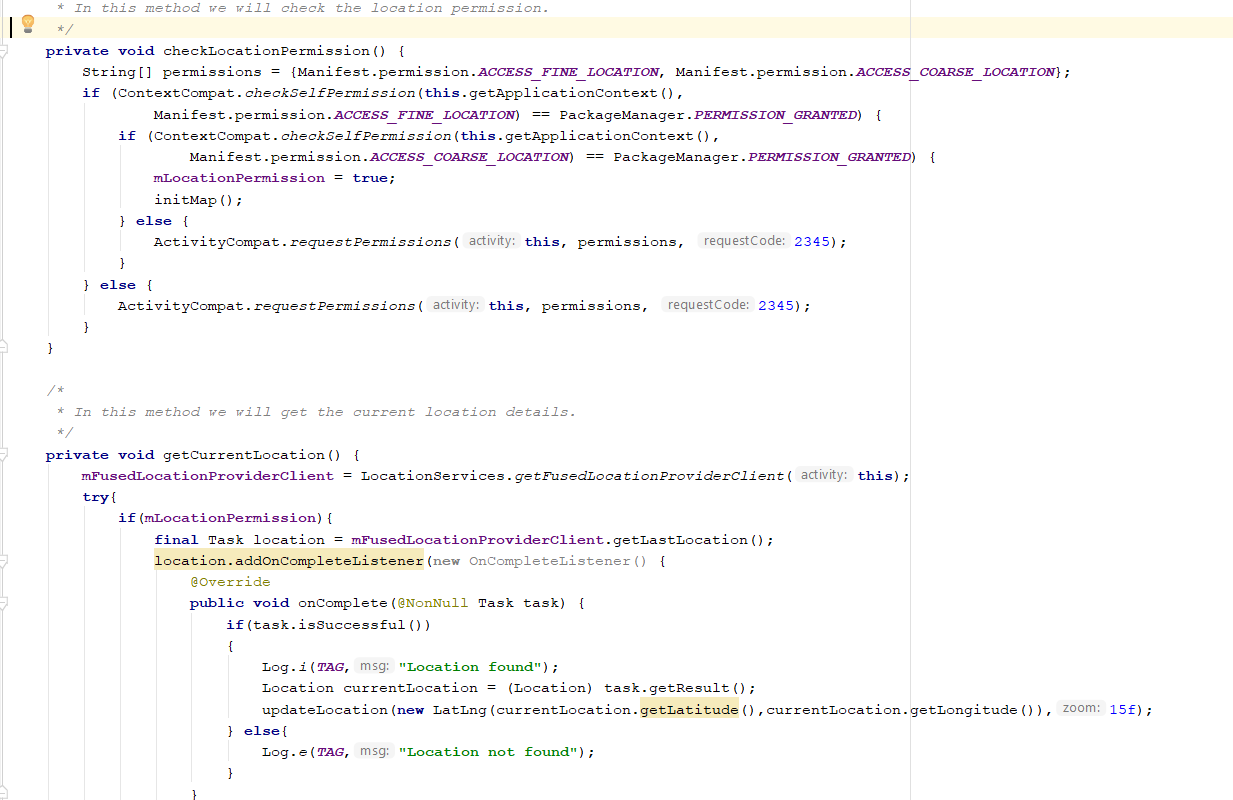 * In this method we will check the location permission.
*/
private void checkLocationPermission() {
String[] permissions = {Manifest.permission.ACCESS_FINE_LOCATION, Manifest.permission.ACCESS_COARSE_LOCATION};
if (ContextCompat.checkSelfPermission(this.getApplicationContext(),
Manifest.permission.ACCESS_FINE_LOCATION) == PackageManager.PERMISSION_GRANTED) {
if (ContextCompat.checkSelfPermission(this.getApplicationContext(),
Manifest.permission.ACCESS_COARSE_LOCATION) == PackageManager.PERMISSION_GRANTED) {
mLocationPermission = true;
initMap();
} else {
ActivityCompat.requestPermissions( activity: this, permissions, requestCode: 2345);
}
} else {
ActivityCompat.requestPermissions( activity: this, permissions, requestCode: 2345);
}
}
/*
* In this method we will get the current location details.
*/
private void getCurrentLocation() {
mFusedLocationProviderClient = LocationServices.getFusedLocationProviderClient( activity: this);
try{
if(mLocationPermission){
final Task location = mFusedLocationProviderClient.getLastLocation();
location.addOnCompleteListener(new OnCompleteListener() {
@Override
public void onComplete(@NonNull Task task) {
if(task.isSuccessful())
{
Log.i(TAG, msg: "Location found");
Location currentLocation = (Location) task.getResult();
updateLocation(new LatLng(currentLocation.getLatitude(),currentLocation.getLongitude()), zoom: 15f);
} else{
Log.e(TAG, msg: "Location not found");
}
}